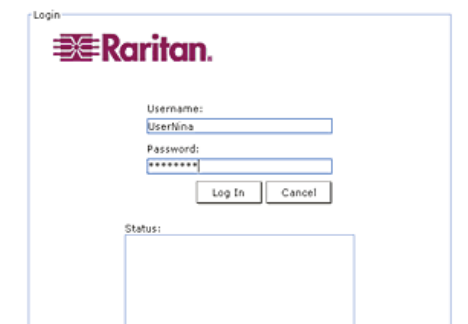 Login
Raritan.
Username:
UserNina
Password:
********
Log In Cancel
Status: